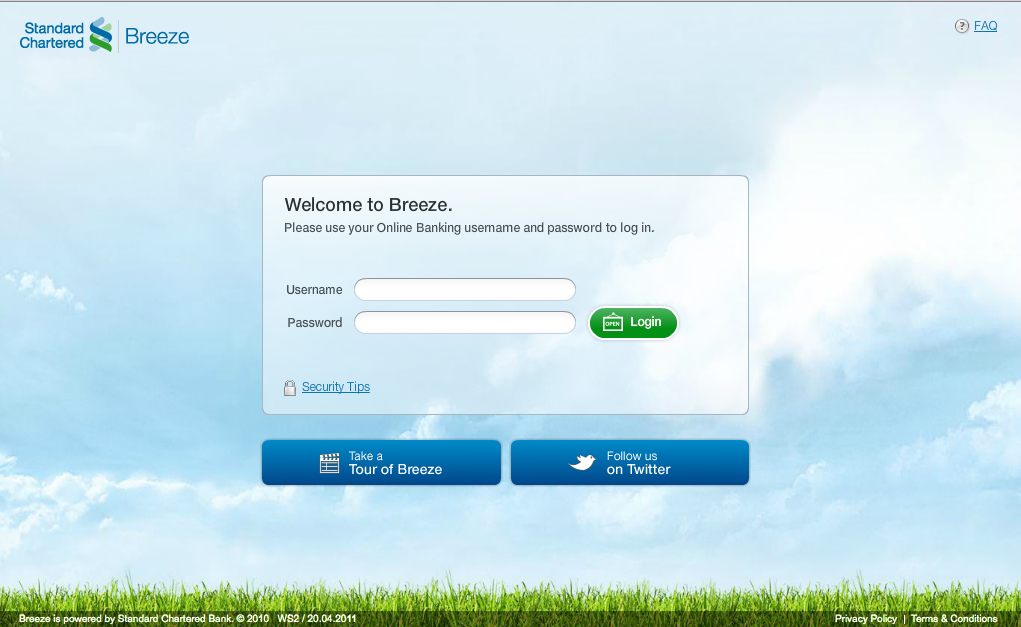 Standard
Chartered
Breeze
FAQ
Welcome to Breeze.
Please use your Online Banking username and password to log in.
Username
Password
OPEN
Login
Security Tips
Take a
Tour of Breeze
Follow us
on Twitter
Breeze is powered by Standard Chartered Bank. © 2010 WS2 / 20.04.2011
Privacy Policy | Terms & Conditions